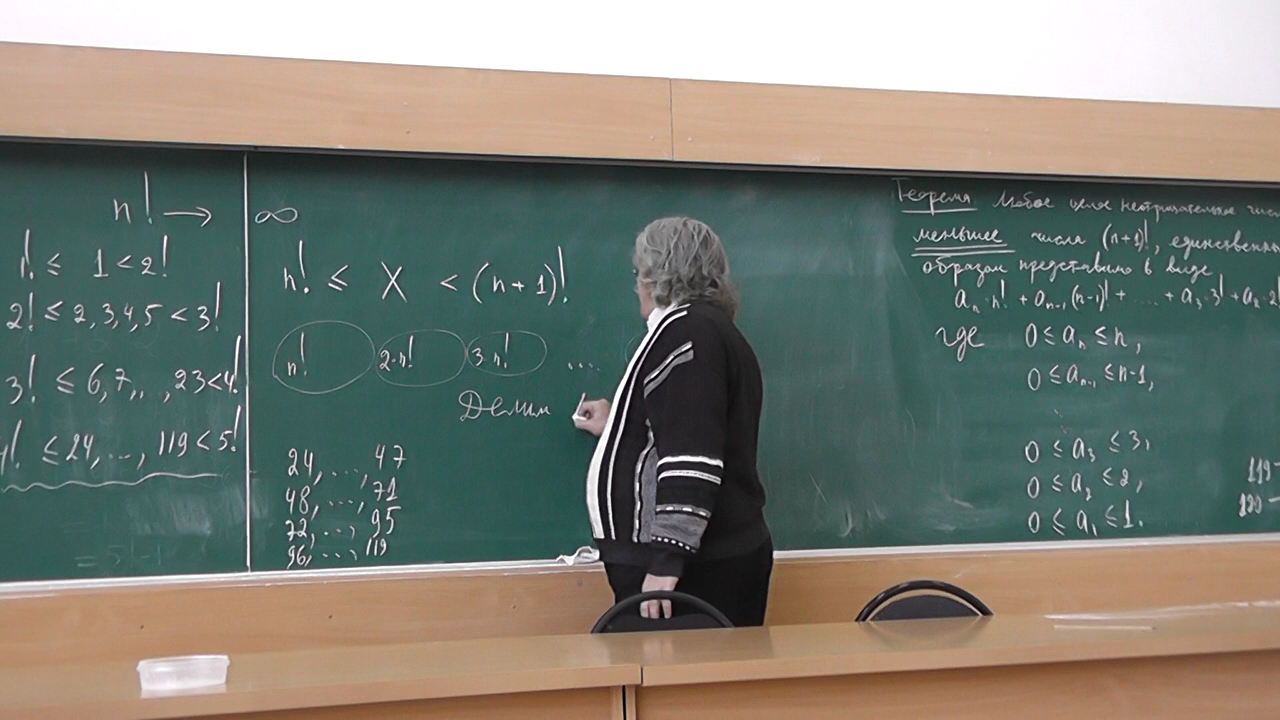 n! → ∞
1! ≤ 1 < 2!
2! ≤ 2, 3, 4, 5 < 3!
3! ≤ 6, 7, , , 23 < 4!
4! ≤ 24, ..., 119 < 5!
n! ≤ X < (n+1)!
n! 2·n! 3·n! ....
Делим
24, ..., 47
48, ..., 71
72, ..., 95
96, ..., 119
Теорема Любое целое неотрицательное
меньшее числа (n+1)!,
образом представимо в виде
aₙ·n! + aₙ₋₁(n-1)! + .... + a₃·3! + a₂·2
где 0 ≤ aₙ ≤ n,
0 ≤ aₙ₋₁ ≤ n-1,
0 ≤ a₃ ≤ 3,
0 ≤ a₂ ≤ 2,
0 ≤ a₁ ≤ 1.
119-
120-